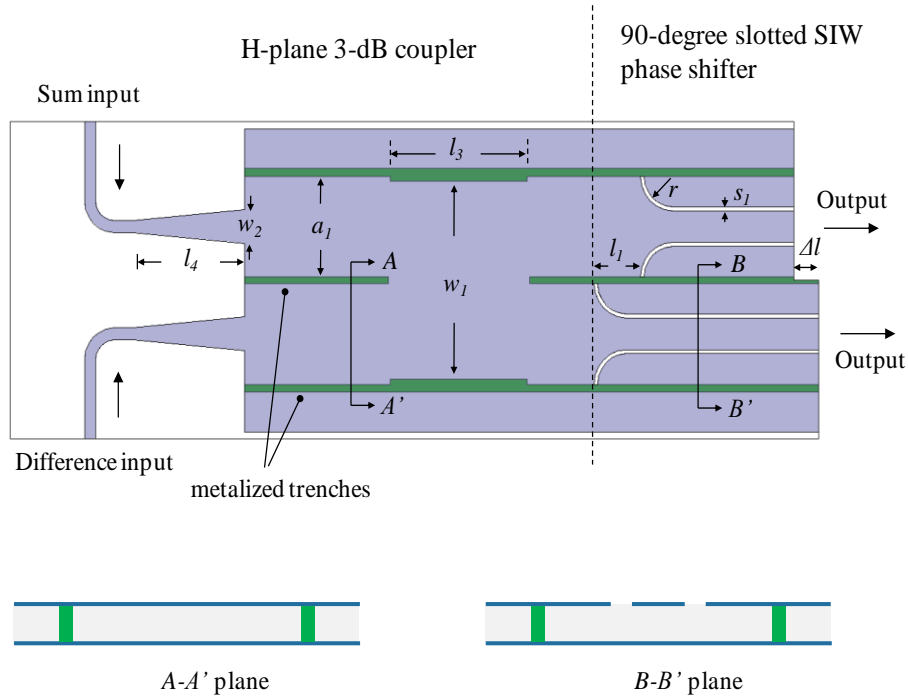 H-plane 3-dB coupler
90-degree slotted SIW
phase shifter
Sum input
l3
r
s1
Output
w2
a1
A
l1
B
Δl
l4
w1
Output
A’
B’
Difference input
metalized trenches
A-A’ plane
B-B’ plane